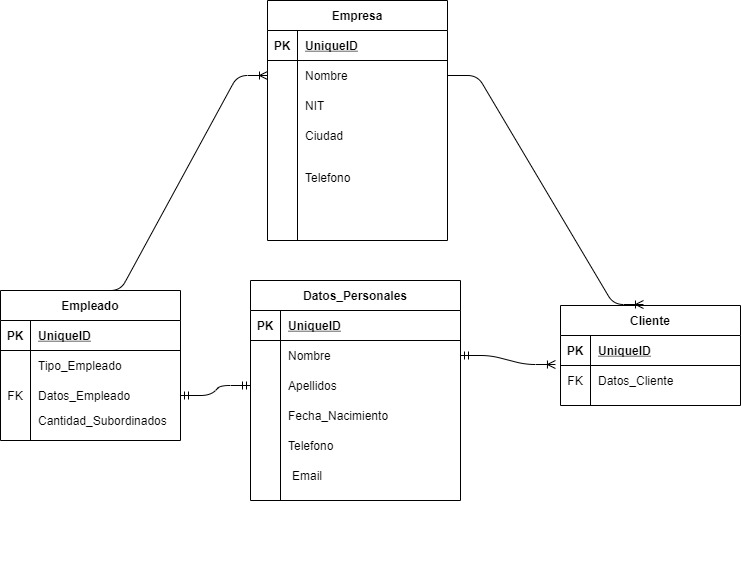 Empresa
PK UniqueID
Nombre
NIT
Ciudad
Telefono
Empleado
PK UniqueID
Tipo_Empleado
FK Datos_Empleado
Cantidad_Subordinados
Datos_Personales
PK UniqueID
Nombre
Apellidos
Fecha_Nacimiento
Telefono
Email
Cliente
PK UniqueID
FK Datos_Cliente